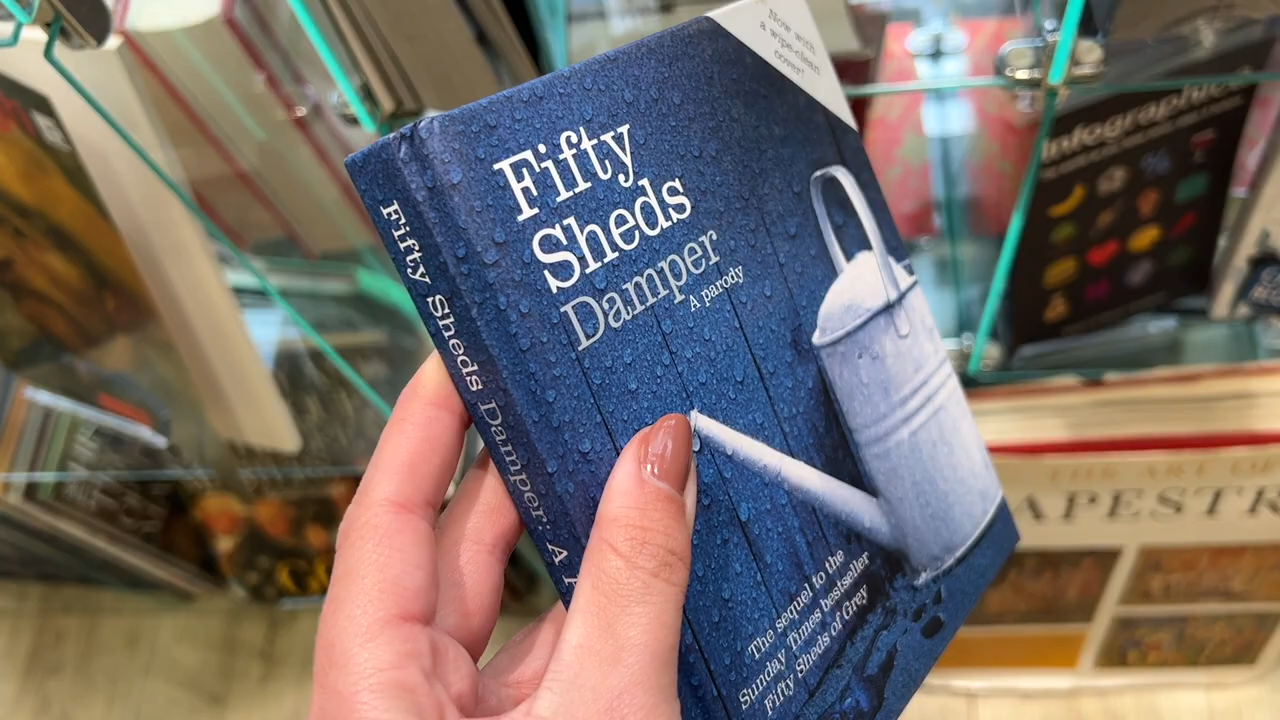 Now with
a wipe-clean
cover!
Fifty
Sheds
Damper
A parody
Fifty Sheds Damper: A
The sequel to the
Sunday Times bestseller
Fifty Sheds of Grey
Infographic
THE ART OF
APESTR